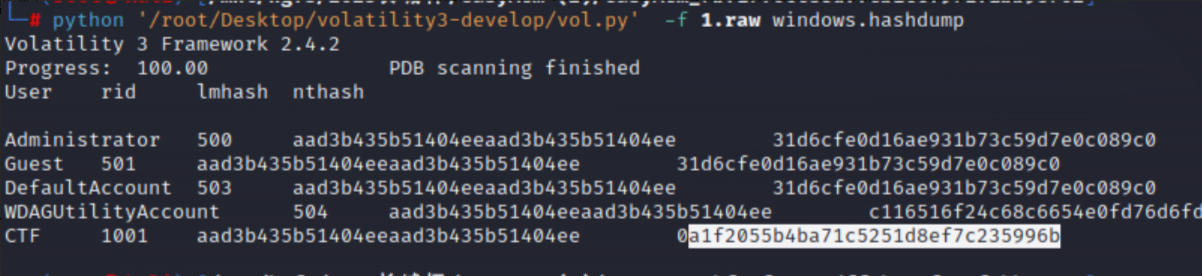 └─# python '/root/Desktop/volatility3-develop/vol.py' -f 1.raw windows.hashdump
Volatility 3 Framework 2.4.2
Progress: 100.00 PDB scanning finished
User rid lmhash nthash
Administrator 500 aad3b435b51404eeaad3b435b51404ee 31d6cfe0d16ae931b73c59d7e0c089c0
Guest 501 aad3b435b51404eeaad3b435b51404ee 31d6cfe0d16ae931b73c59d7e0c089c0
DefaultAccount 503 aad3b435b51404eeaad3b435b51404ee 31d6cfe0d16ae931b73c59d7e0c089c0
WDAGUtilityAccount 504 aad3b435b51404eeaad3b435b51404ee c116516f24c68c6654e0fd76d6fd
CTF 1001 aad3b435b51404eeaad3b435b51404ee 0a1f2055b4ba71c5251d8ef7c235996b